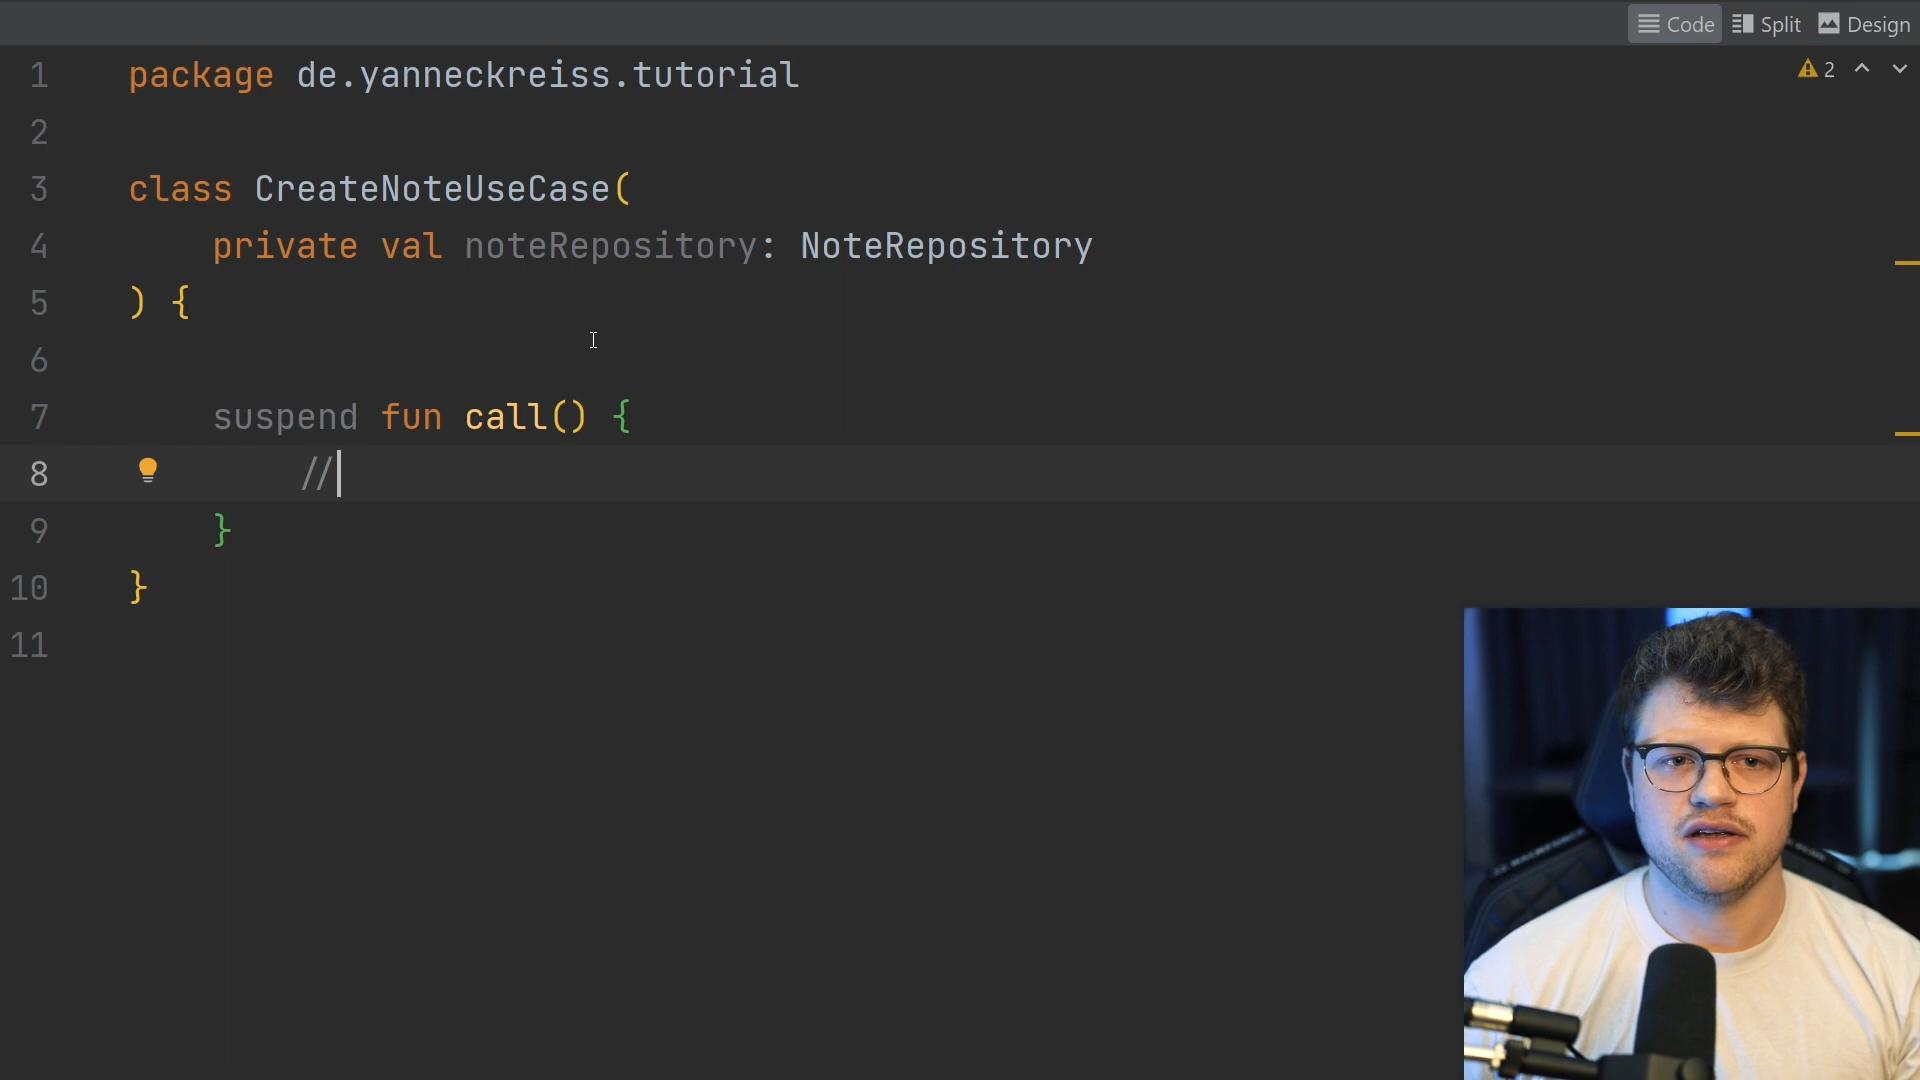 Code Split Design
1 package de.yanneckreiss.tutorial
2
2
3 class CreateNoteUseCase(
4 private val noteRepository: NoteRepository
5 ) {
6
7 suspend fun call() {
8 //
9 }
10 }
11